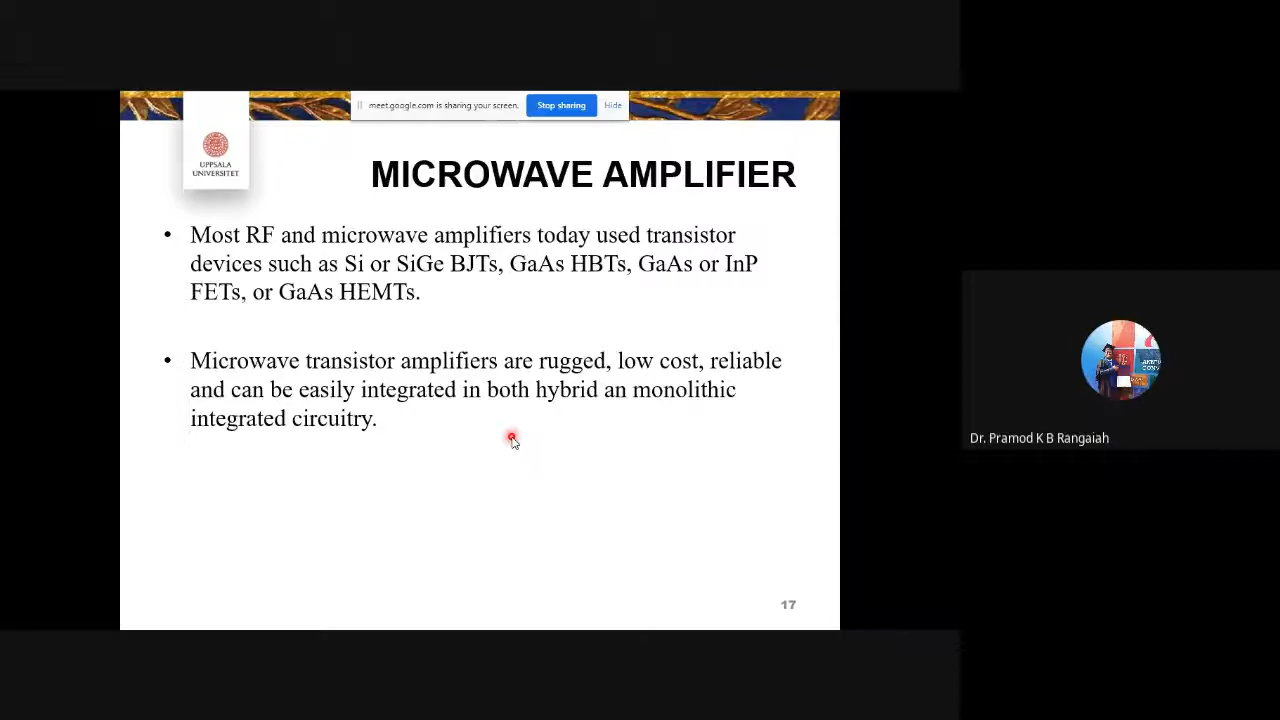 meet.google.com is sharing your screen. Stop sharing Hide
UPPSALA
UNIVERSITET
MICROWAVE AMPLIFIER
• Most RF and microwave amplifiers today used transistor
devices such as Si or SiGe BJTs, GaAs HBTs, GaAs or InP
FETs, or GaAs HEMTs.
• Microwave transistor amplifiers are rugged, low cost, reliable
and can be easily integrated in both hybrid an monolithic
integrated circuitry.
Dr. Pramod K B Rangaiah
17